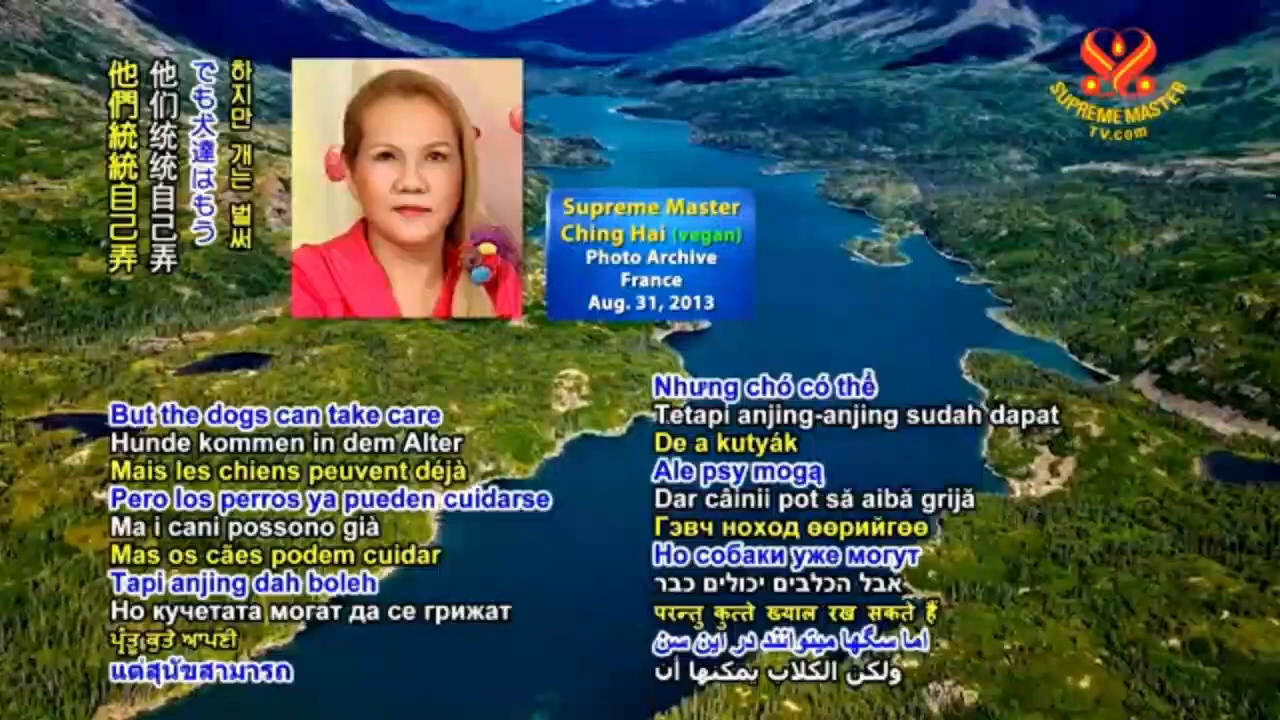 他們統統自己弄
他们统统自己弄
でも犬達はもう
하지만 개는 벌써
SUPREME MASTER
TV.com
Supreme Master
Ching Hai (vegan)
Photo Archive
France
Aug. 31, 2013
But the dogs can take care
Hunde kommen in dem Alter
Mais les chiens peuvent déjà
Pero los perros ya pueden cuidarse
Ma i cani possono già
Mas os cães podem cuidar
Tapi anjing dah boleh
Но кучетата могат да се грижат
ਪ੍ਰੰਤੂ ਕੁਤੇ ਆਪਣੀ
แต่สุนัขสามารถ
Nhưng chó có thể
Tetapi anjing-anjing sudah dapat
De a kutyák
Ale psy mogą
Dar câinii pot să aibă grijă
Гэвч ноход өөрийгөө
Но собаки уже могут
אבל הכלבים יכולים כבר
परन्तु कुत्ते ख्याल रख सकते हैं
اما سگها میتوانند در این سن
ولكن الكلاب يمكنها أن